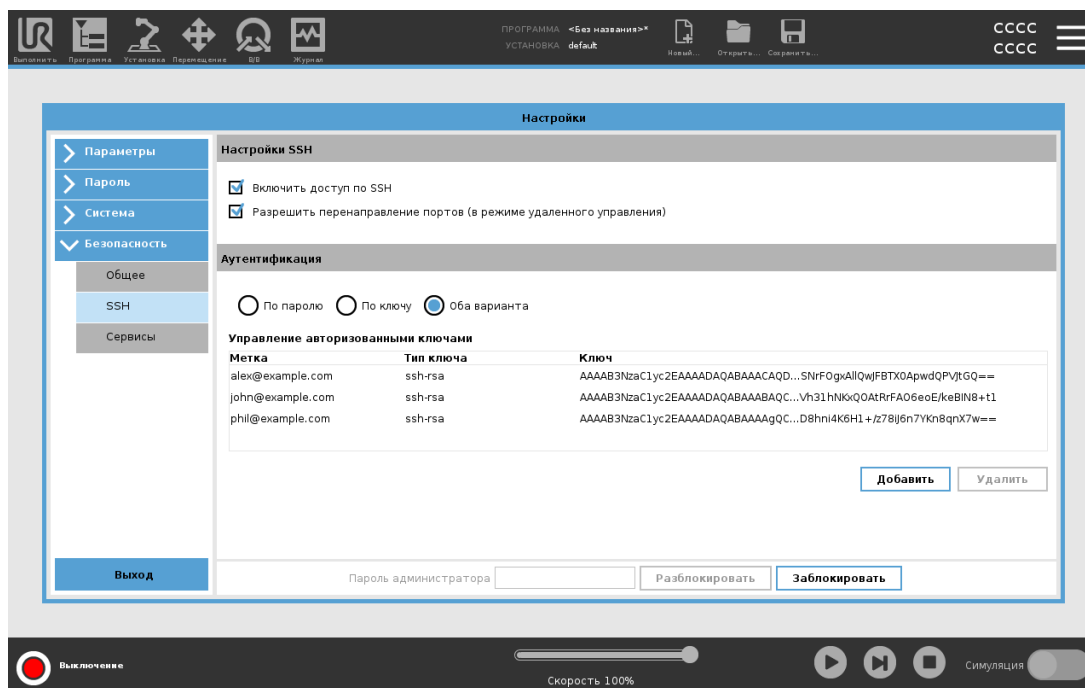 ПРОГРАММА <Без названия>*
УСТАНОВКА default
CCCC
CCCC
Выполнить Программа Установка Перемещение В/В Журнал
Новый... Открыть... Сохранить...
Настройки
Параметры
Пароль
Система
Безопасность
Общее
SSH
Сервисы
Выход
Настройки SSH
Включить доступ по SSH
Разрешить перенаправление портов (в режиме удаленного управления)
Аутентификация
По паролю По ключу Оба варианта
Управление авторизованными ключами
Метка Тип ключа Ключ
alex@example.com ssh-rsa AAAAB3NzaC1yc2EAAAADAQABAAACAQD...SNrFOgxAllQwJFBTX0ApwdQPVJtGQ==
john@example.com ssh-rsa AAAAB3NzaC1yc2EAAAADAQABAAABAQC...Vh31hNKxQOAtRrFAO6eoE/keBIN8+t1
phil@example.com ssh-rsa AAAAB3NzaC1yc2EAAAADAQABAAAAgQC...D8hni4K6H1+/z78iJ6n7YKn8qnX7w==
Добавить Удалить
Пароль администратора Разблокировать Заблокировать
Выключение
Скорость 100%
Симуляция